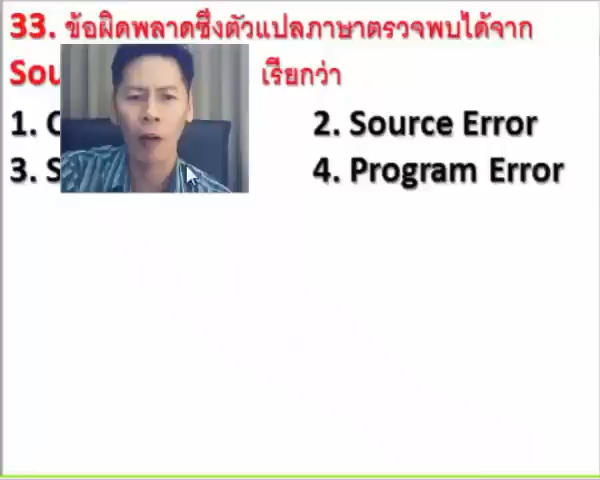 33. ข้อผิดพลาดซึ่งตัวแปลภาษาตรวจพบได้จาก
เรียกว่า
1. 2. Source Error
3. 4. Program Error